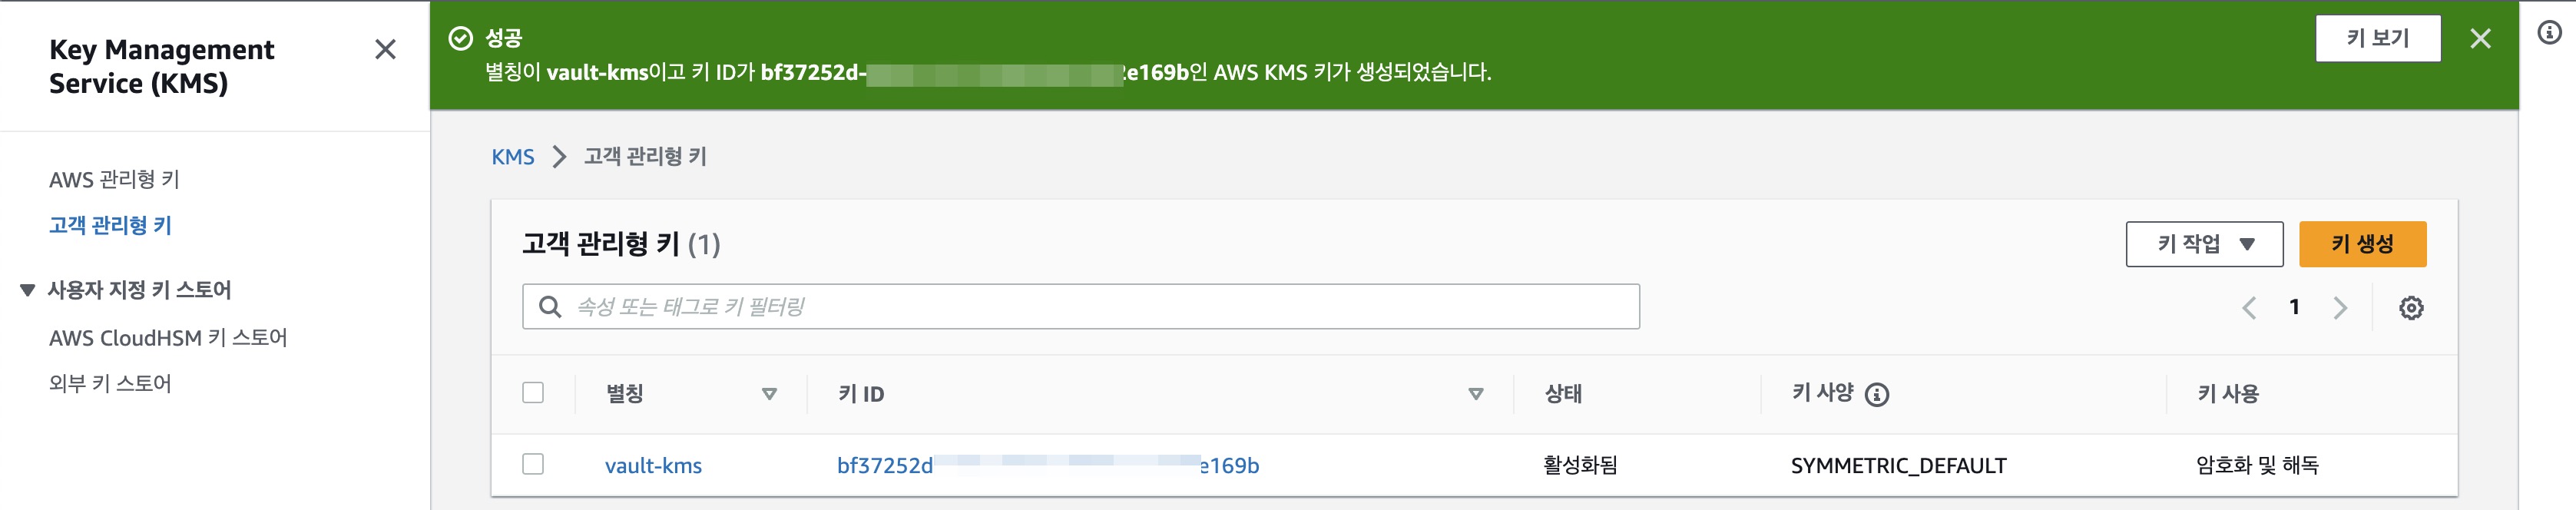 Key Management
Service (KMS)
AWS 관리형 키
고객 관리형 키
사용자 지정 키 스토어
AWS CloudHSM 키 스토어
외부 키 스토어
성공
별칭이 vault-kms이고 키 ID가 bf37252d- e169b인 AWS KMS 키가 생성되었습니다.
키 보기
KMS 고객 관리형 키
고객 관리형 키 (1)
키 작업
키 생성
속성 또는 태그로 키 필터링
1
별칭 키 ID 상태 키 사양 키 사용
vault-kms bf37252d e169b 활성화됨 SYMMETRIC_DEFAULT 암호화 및 해독